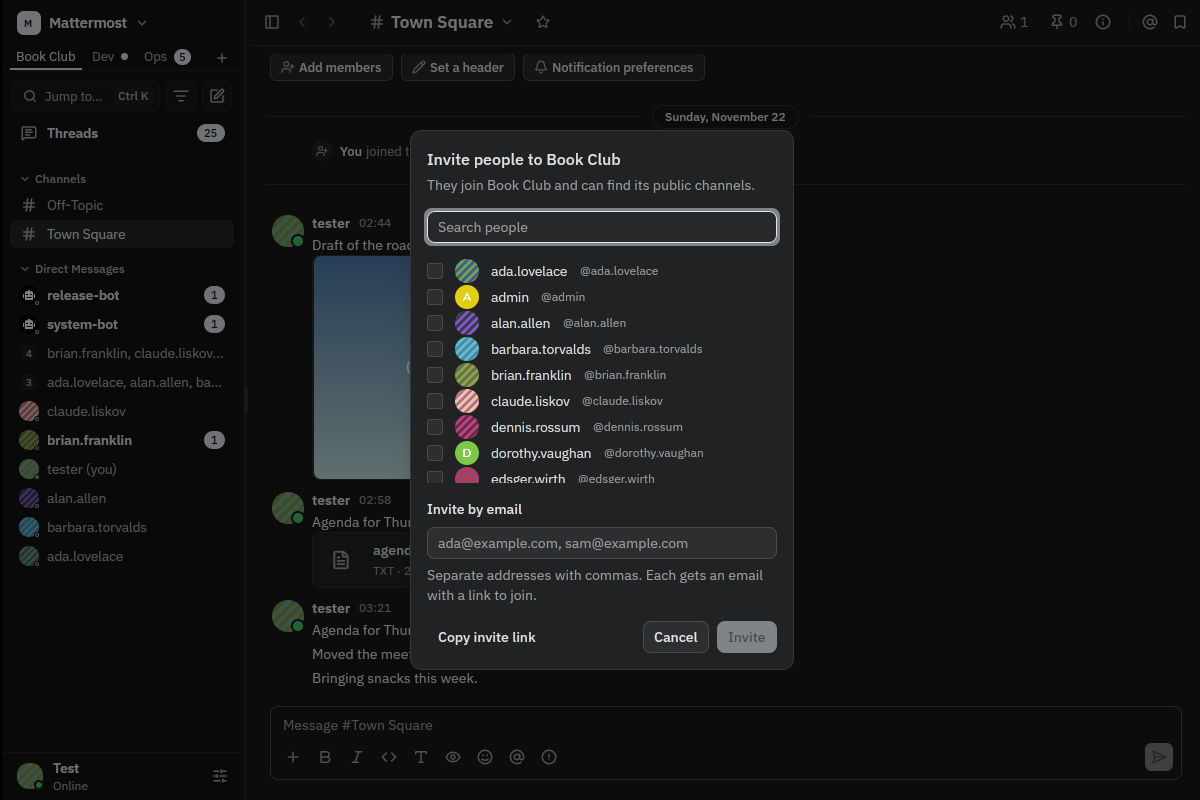 M Mattermost
Book Club Dev Ops 5
Jump to... Ctrl K
Threads 25
Channels
Off-Topic
Town Square
Direct Messages
release-bot 1
system-bot 1
4 brian.franklin, claude.liskov...
3 ada.lovelace, alan.allen, ba...
claude.liskov
brian.franklin 1
tester (you)
alan.allen
barbara.torvalds
ada.lovelace
Test
Online
Town Square
1
0
Add members Set a header Notification preferences
Sunday, November 22
You joined
tester 02:44
Draft of the
tester 02:58
Agenda for
TXT · 2
tester 03:21
Agenda for
Moved the
Bringing snacks this week.
Message #Town Square
Invite people to Book Club
They join Book Club and can find its public channels.
Search people
ada.lovelace @ada.lovelace
A admin @admin
alan.allen @alan.allen
barbara.torvalds @barbara.torvalds
brian.franklin @brian.franklin
claude.liskov @claude.liskov
dennis.rossum @dennis.rossum
D dorothy.vaughan @dorothy.vaughan
edsger.wirth @edsger.wirth
Invite by email
ada@example.com, sam@example.com
Separate addresses with commas. Each gets an email
with a link to join.
Copy invite link Cancel Invite